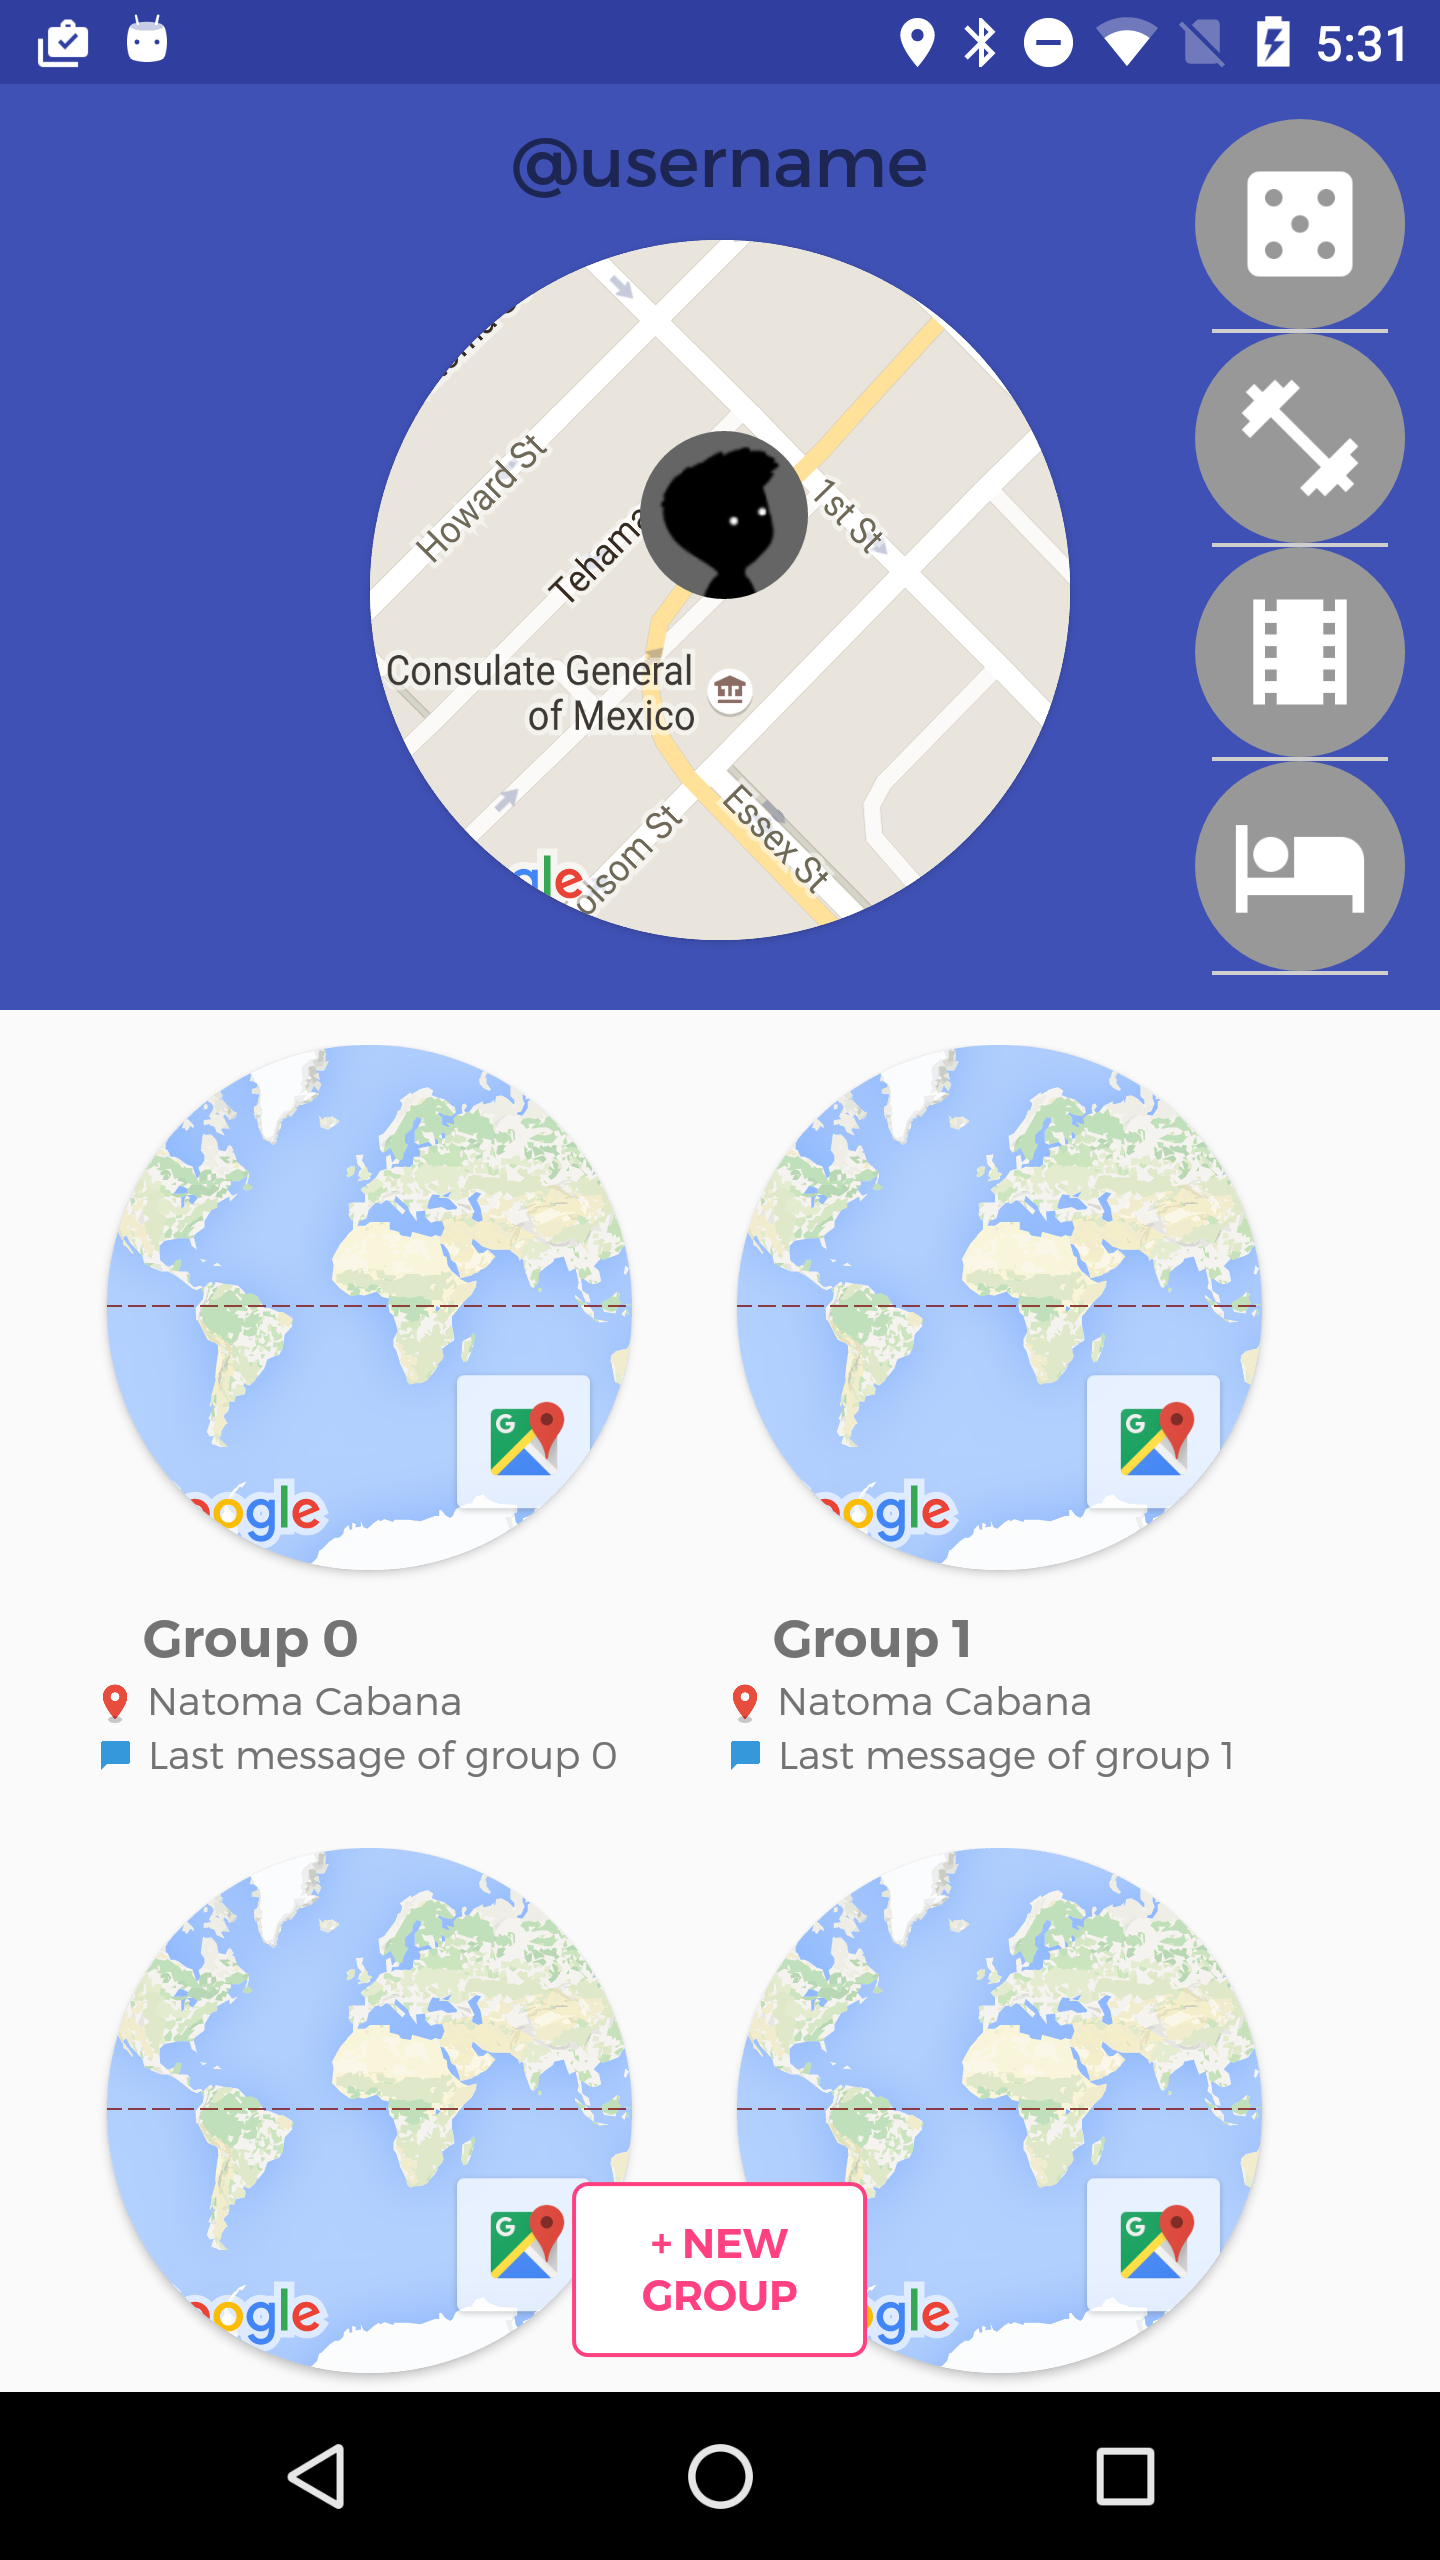 5:31
@username
Howard St
Tehama
1st St
Consulate General
of Mexico
Essex St
olsom St
gle
ogle
ogle
Group 0
Group 1
Natoma Cabana
Natoma Cabana
Last message of group 0
Last message of group 1
+ NEW
GROUP
ogle
gle